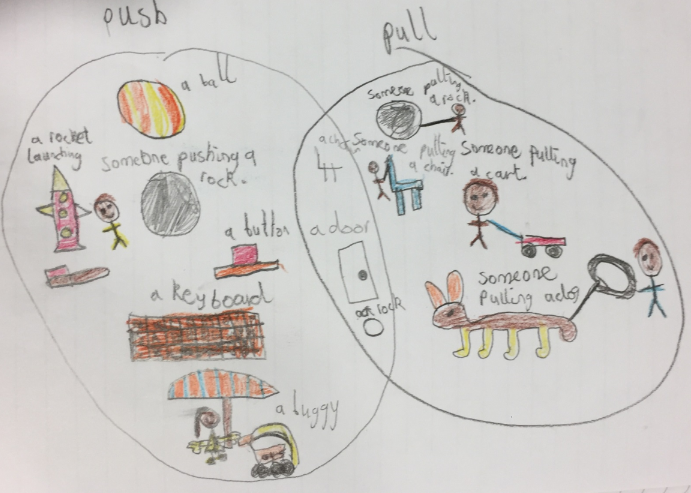 push
pull
a ball
a rocket
launching
someone pushing a
rock.
a button
a keyboard
a buggy
a door
a rock
someone pulling
a rock.
someone pulling
a chair.
someone pulling
a cart.
someone
pulling a dog